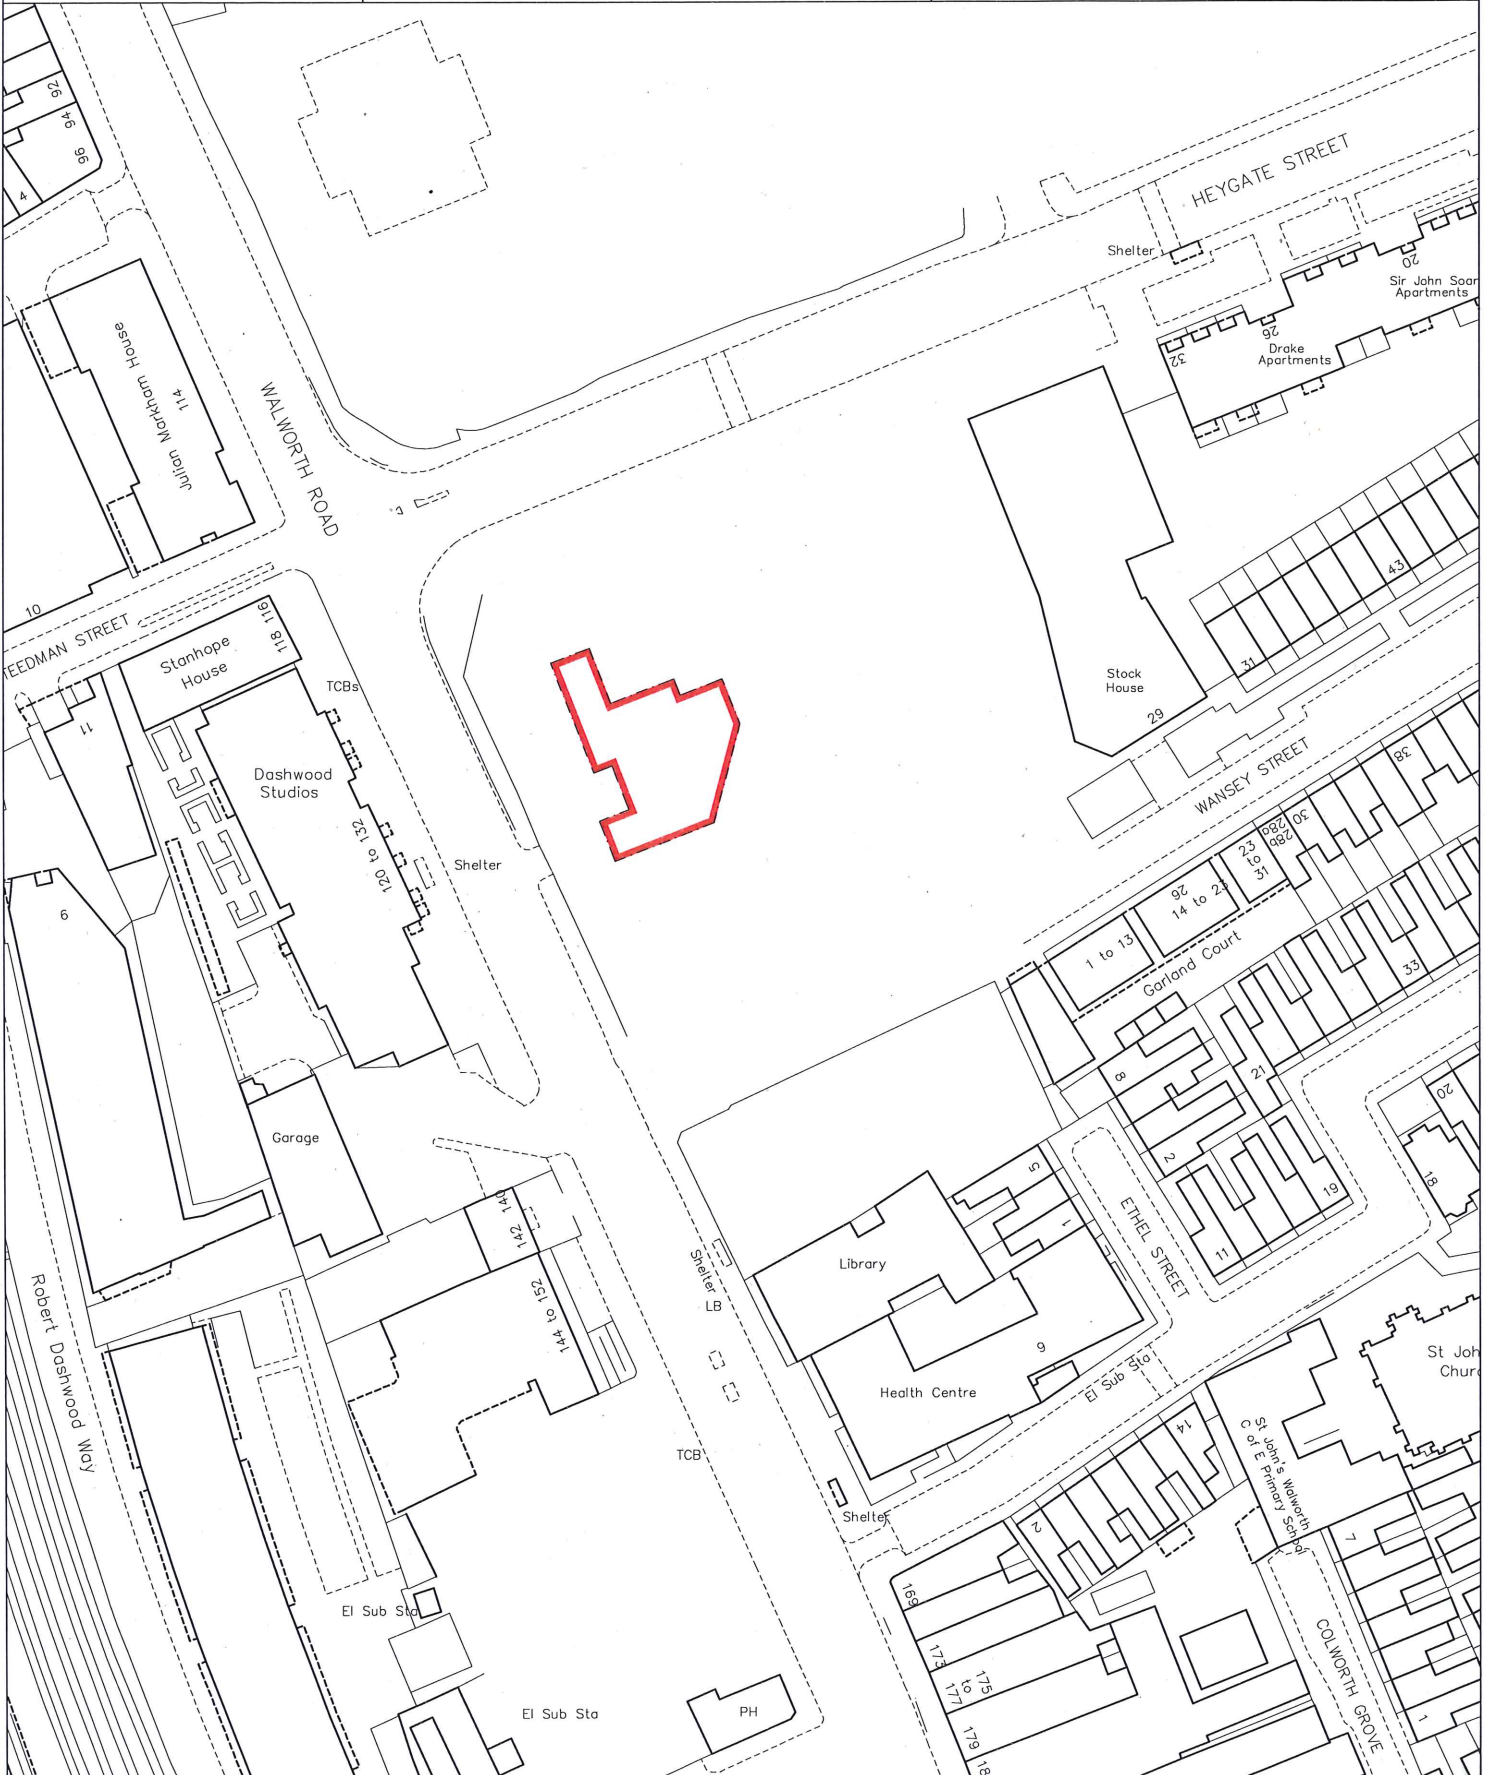 92
94
96
4
HEYGATE STREET
Shelter
20
Sir John Soan
Apartments
26
Drake
Apartments
32
Julian Markham House
114
WALWORTH ROAD
10
TEEDMAN STREET
118 116
Stanhope
House
TCBs
11
43
31
Stock
House
29
Dashwood
Studios
120 to 132
Shelter
WANSEY STREET
38
30
28a
28b
23
to
31
26
14 to 23
1 to 13
Garland Court
33
6
8
21
20
Garage
2
5
1
19
18
11
ETHEL STREET
142 140
Library
Shelter
LB
144 to 152
Robert Dashwood Way
9
Health Centre
El Sub Sta
St Joh
Churc
14
St John's Walworth
C of E Primary School
TCB
Shelter
2
7
169
El Sub Sta
173
175
to
177
COLWORTH GROVE
El Sub Sta
PH
179
1
18